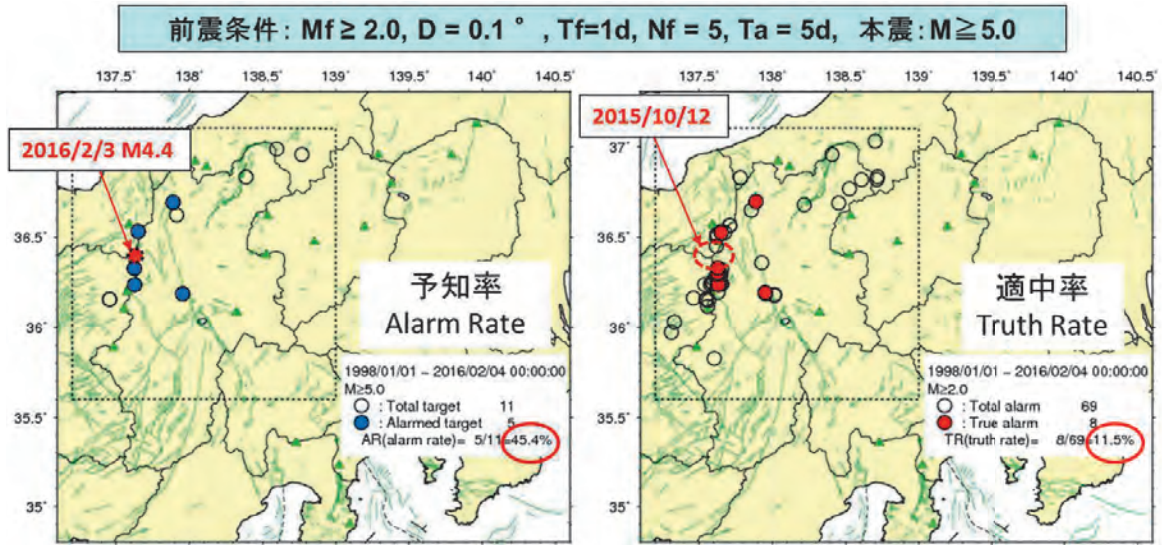 前震条件: Mf ≥ 2.0, D = 0.1 °, Tf=1d, Nf = 5, Ta = 5d, 本震:M≧5.0
137.5° 138° 138.5° 139° 139.5° 140° 140.5°
2016/2/3 M4.4
36.5°
36°
35.5°
35°
予知率
Alarm Rate
1998/01/01 − 2016/02/04 00:00:00
M≥5.0
: Total target 11
: Alarmed target 5
AR(alarm rate)= 5/11=45.4%
137.5° 138° 138.5° 139° 139.5° 140° 140.5°
2015/10/12
37°
36.5°
36°
35.5°
35°
適中率
Truth Rate
1998/01/01 − 2016/02/04 00:00:00
M≥2.0
: Total alarm 69
: True alarm 8
TR(truth rate)= 8/69=11.5%